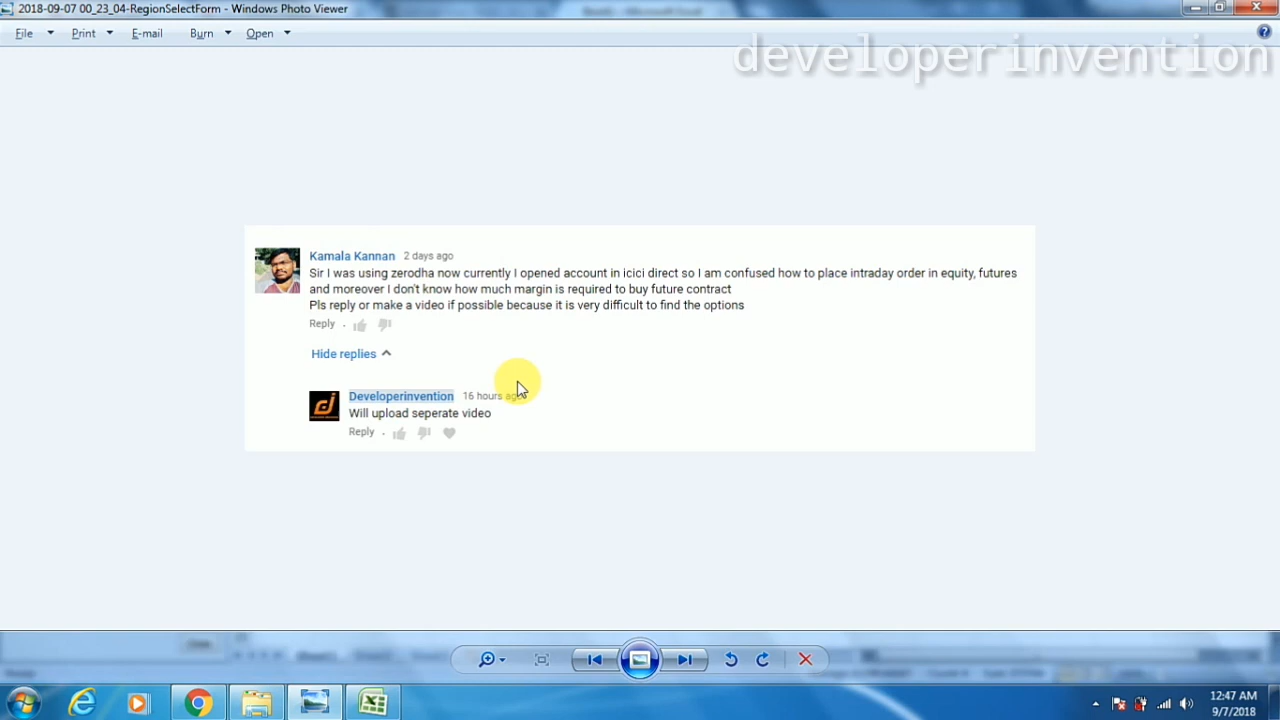 2018-09-07 00_23_04-RegionSelectForm - Windows Photo Viewer
File Print E-mail Burn Open
developerinvention
Kamala Kannan 2 days ago
Sir I was using zerodha now currently I opened account in icici direct so I am confused how to place intraday order in equity, futures
and moreover I don't know how much margin is required to buy future contract
Pls reply or make a video if possible because it is very difficult to find the options
Reply
Hide replies
Developerinvention 16 hours ago
Will upload seperate video
Reply
12:47 AM
9/7/2018